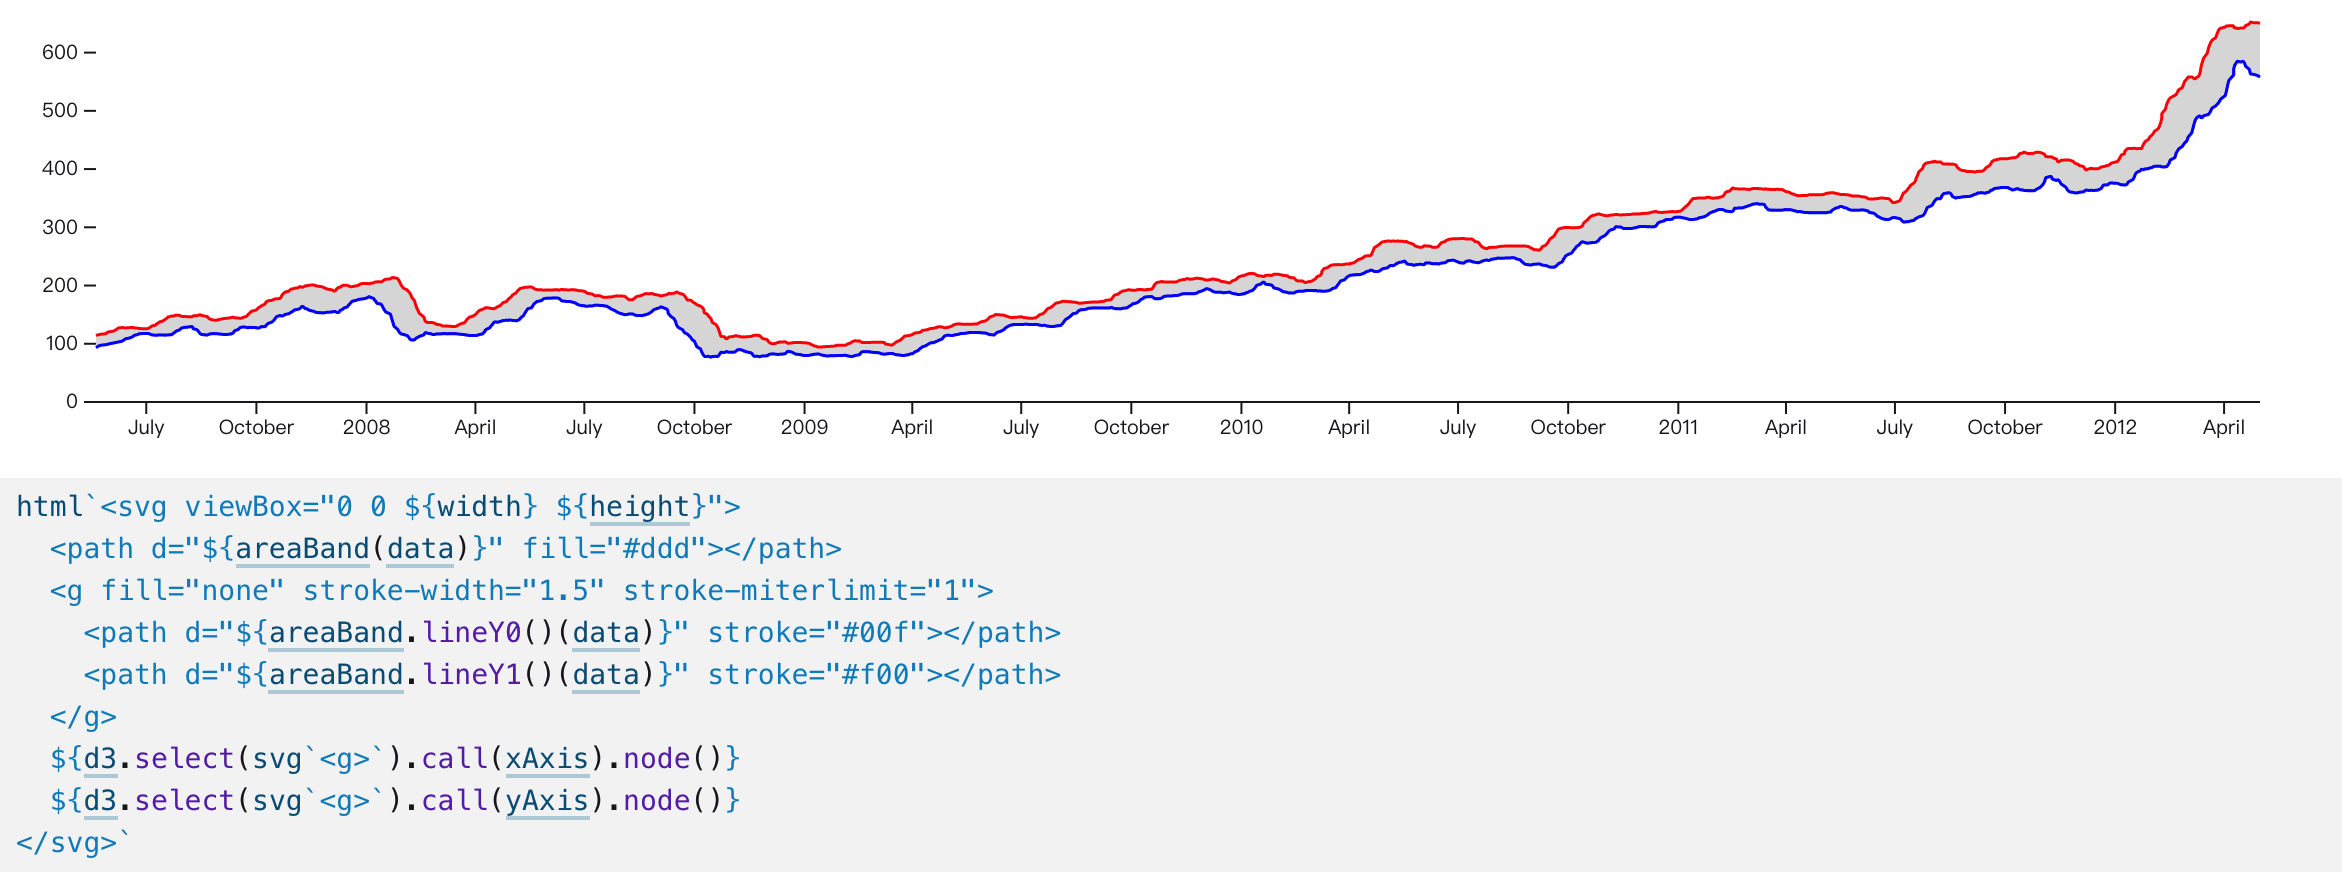 600
500
400
300
200
100
0
July October 2008 April July October 2009 April July October 2010 April July October 2011 April July October 2012 April
html`<svg viewBox="0 0 ${width} ${height}">
  <path d="${areaBand(data)}" fill="#ddd"></path>
  <g fill="none" stroke-width="1.5" stroke-miterlimit="1">
    <path d="${areaBand.lineY0()(data)}" stroke="#00f"></path>
    <path d="${areaBand.lineY1()(data)}" stroke="#f00"></path>
  </g>
  ${d3.select(svg`<g>`).call(xAxis).node()}
  ${d3.select(svg`<g>`).call(yAxis).node()}
</svg>`